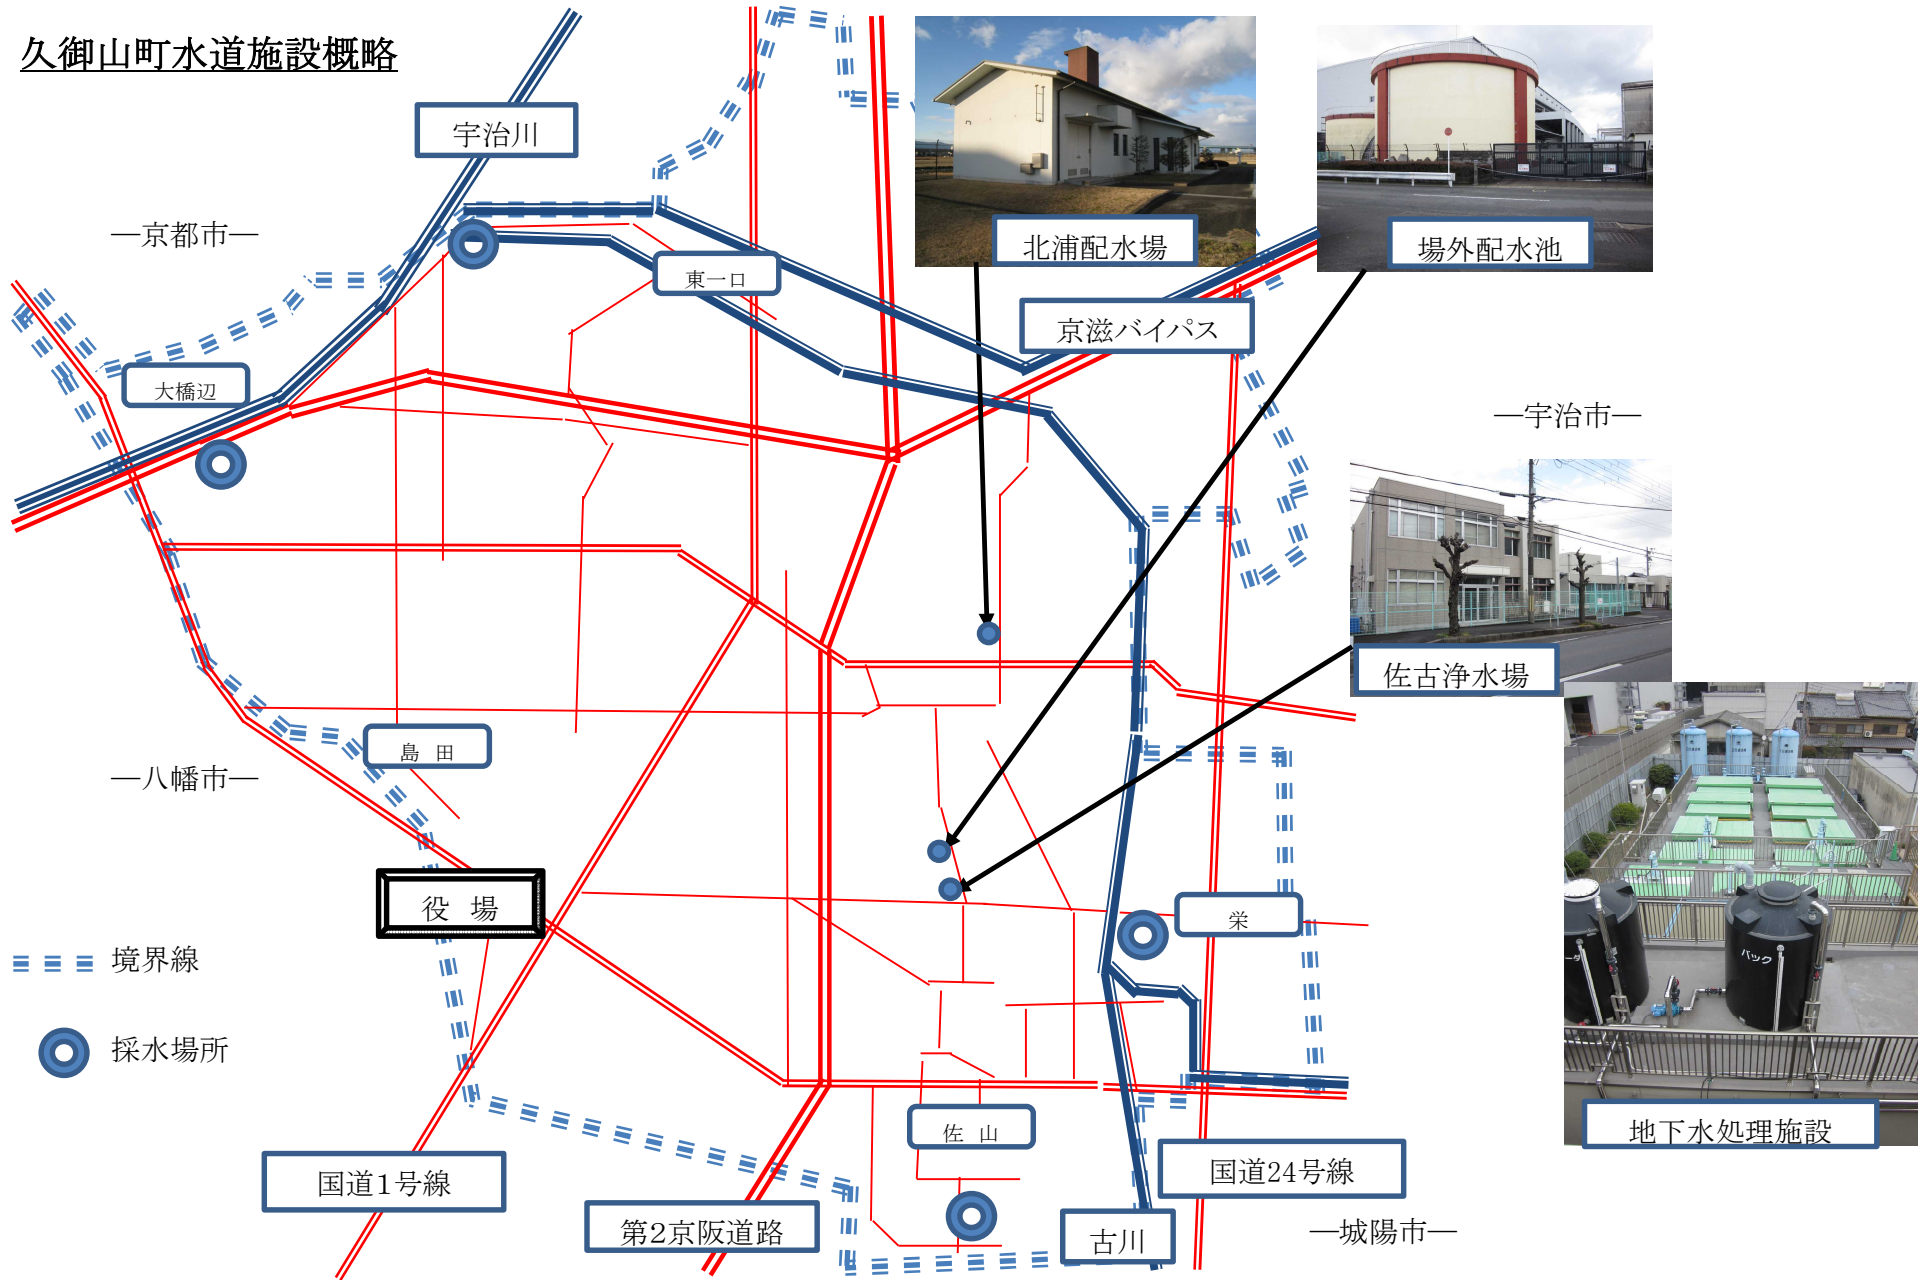 久御山町水道施設概略
宇治川
―京都市―
東一口
北浦配水場
場外配水池
京滋バイパス
大橋辺
―宇治市―
佐古浄水場
島 田
―八幡市―
役 場
栄
バック
境界線
採水場所
佐 山
地下水処理施設
国道1号線
国道24号線
第2京阪道路
古川
―城陽市―